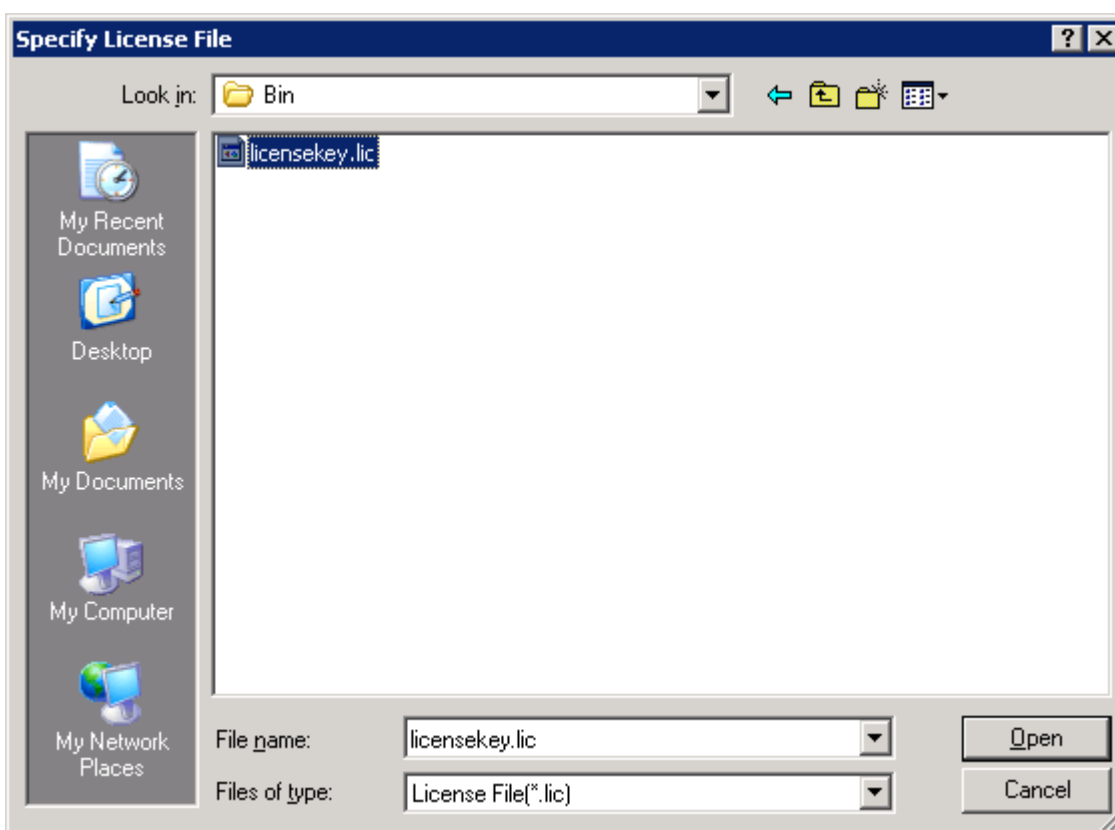 Specify License File
Look in:
Bin
licensekey.lic
My Recent
Documents
Desktop
My Documents
My Computer
My Network
Places
File name:
licensekey.lic
Open
Files of type:
License File(*.lic)
Cancel